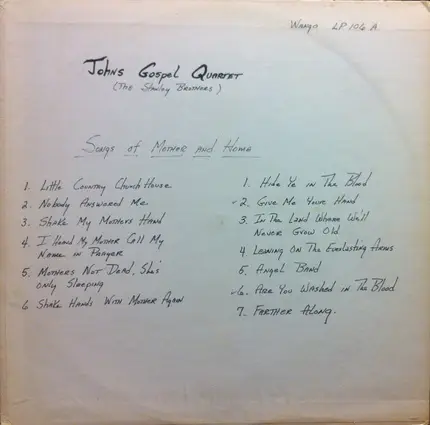 Wango LP 106 A
Johns Gospel Quartet
(The Stanley Brothers)
Songs of Mother and Home
1. Little Country Church House
2. Nobody Answered Me
3. Shake My Mothers Hand
4. I Heard My Mother Call My
Name in Prayer
5. Mothers Not Dead, She's
Only Sleeping
6 Shake Hands With Mother Again
1. Hide Ye in The Blood
2. Give Me Your Hand
3. In The Land Where We'll
Never Grow Old
4. Leaning On The Everlasting Arms
5. Angel Band
6. Are You Washed in The Blood
7. Farther Along.